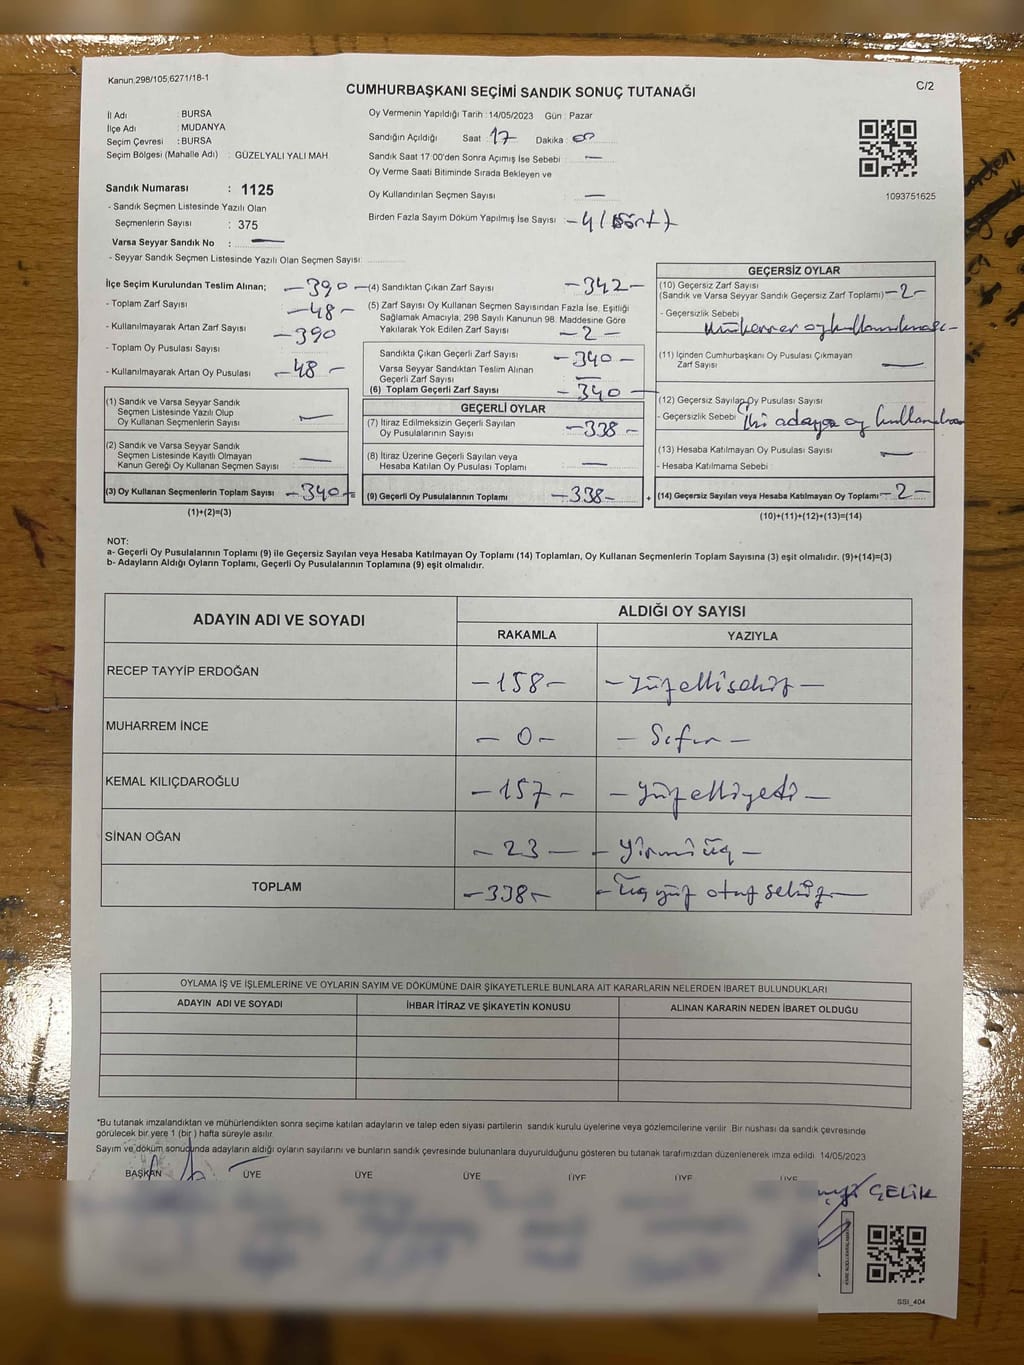 Kanun,298/105,6271/18-1
C/2
CUMHURBAŞKANI SEÇİMİ SANDIK SONUÇ TUTANAĞI
İl Adı : BURSA
İlçe Adı : MUDANYA
Seçim Çevresi : BURSA
Seçim Bölgesi (Mahalle Adı) : GÜZELYALI YALI MAH
Oy Vermenin Yapıldığı Tarih : 14/05/2023 Gün : Pazar
Sandığın Açıldığı Saat : 17 Dakika : 00
Sandık Saat 17:00'den Sonra Açımış İse Sebebi : —
Oy Verme Saati Bitiminde Sırada Bekleyen ve
Oy Kullandırılan Seçmen Sayısı : —
Birden Fazla Sayım Döküm Yapılmış İse Sayısı : -4 (Dört)
1093751625
Sandık Numarası : 1125
- Sandık Seçmen Listesinde Yazılı Olan
Seçmenlerin Sayısı : 375
Varsa Seyyar Sandık No : —
- Seyyar Sandık Seçmen Listesinde Yazılı Olan Seçmen Sayısı:
İlçe Seçim Kurulundan Teslim Alınan;
- Toplam Zarf Sayısı : -390-
- Kullanılmayarak Artan Zarf Sayısı : -48-
- Toplam Oy Pusulası Sayısı : -390
- Kullanılmayarak Artan Oy Pusulası : -48-
(1) Sandık ve Varsa Seyyar Sandık
Seçmen Listesinde Yazılı Olup
Oy Kullanan Seçmenlerin Sayısı : —
(2) Sandık ve Varsa Seyyar Sandık
Seçmen Listesinde Kayıtlı Olmayan
Kanun Gereği Oy Kullanan Seçmen Sayısı : —
(3) Oy Kullanan Seçmenlerin Toplam Sayısı : -340-
(1)+(2)=(3)
(4) Sandıktan Çıkan Zarf Sayısı : -342-
(5) Zarf Sayısı Oy Kullanan Seçmen Sayısından Fazla İse, Eşitliği
Sağlamak Amacıyla, 298 Sayılı Kanunun 98. Maddesine Göre
Yakılarak Yok Edilen Zarf Sayısı : -2-
Sandıkta Çıkan Geçerli Zarf Sayısı : -340-
Varsa Seyyar Sandıktan Teslim Alınan
Geçerli Zarf Sayısı : —
(6) Toplam Geçerli Zarf Sayısı : -340-
GEÇERLİ OYLAR
(7) İtiraz Edilmeksizin Geçerli Sayılan
Oy Pusulalarının Sayısı : -338-
(8) İtiraz Üzerine Geçerli Sayılan veya
Hesaba Katılan Oy Pusulası Toplamı : —
(9) Geçerli Oy Pusulalarının Toplamı : -338-
GEÇERSİZ OYLAR
(10) Geçersiz Zarf Sayısı
(Sandık ve Varsa Seyyar Sandık Geçersiz Zarf Toplamı) : -2-
- Geçersizlik Sebebi :
Mükerrer oy kullanılması-
(11) İçinden Cumhurbaşkanı Oy Pusulası Çıkmayan
Zarf Sayısı : —
(12) Geçersiz Sayılan Oy Pusulası Sayısı
- Geçersizlik Sebebi : İki adaya oy
(13) Hesaba Katılmayan Oy Pusulası Sayısı : —
- Hesaba Katılmama Sebebi :
+ (14) Geçersiz Sayılan veya Hesaba Katılmayan Oy Toplamı : -2-
(10)+(11)+(12)+(13)=(14)
NOT:
a- Geçerli Oy Pusulalarının Toplamı (9) ile Geçersiz Sayılan veya Hesaba Katılmayan Oy Toplamı (14) Toplamları, Oy Kullanan Seçmenlerin Toplam Sayısına (3) eşit olmalıdır. (9)+(14)=(3)
b- Adayların Aldığı Oyların Toplamı, Geçerli Oy Pusulalarının Toplamına (9) eşit olmalıdır.
ADAYIN ADI VE SOYADI
ALDIĞI OY SAYISI
RAKAMLA YAZIYLA
RECEP TAYYİP ERDOĞAN -158- -Yüzellisekiz-
MUHARREM İNCE -0- -Sıfır-
KEMAL KILIÇDAROĞLU -157- -Yüzelliyedi-
SİNAN OĞAN -23- -Yirmi üç-
TOPLAM -338- -Üç yüz otuz sekiz-
OYLAMA İŞ VE İŞLEMLERİNE VE OYLARIN SAYIM VE DÖKÜMÜNE DAİR ŞİKAYETLERLE BUNLARA AİT KARARLARIN NELERDEN İBARET BULUNDUKLARI
ADAYIN ADI VE SOYADI İHBAR İTİRAZ VE ŞİKAYETİN KONUSU ALINAN KARARIN NEDEN İBARET OLDUĞU
*Bu tutanak imzalandıktan ve mühürlendikten sonra seçime katılan adayların ve talep eden siyasi partilerin sandık kurulu üyelerine veya gözlemcilerine verilir. Bir nüshası da sandık çevresinde
görülecek bir yere 1 (bir) hafta süreyle asılır.
Sayım ve döküm sonucunda adayların aldığı oyların sayılarını ve bunların sandık çevresinde bulunanlara duyurulduğunu gösteren bu tutanak tarafımızdan düzenlenerek imza edildi. 14/05/2023
BAŞKAN ÜYE ÜYE ÜYE ÜYE ÜYE ÜYE
ÇELİK
SSI_404